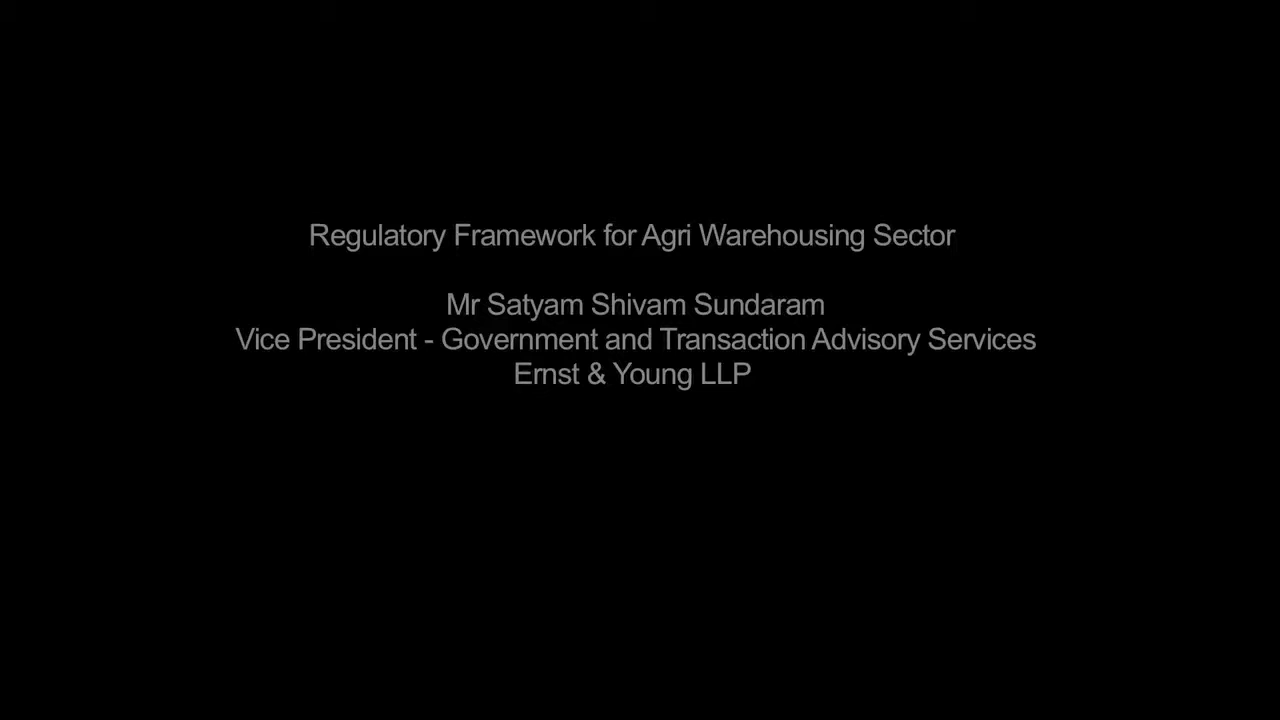 Regulatory Framework for Agri Warehousing Sector
Mr Satyam Shivam Sundaram
Vice President - Government and Transaction Advisory Services
Ernst & Young LLP